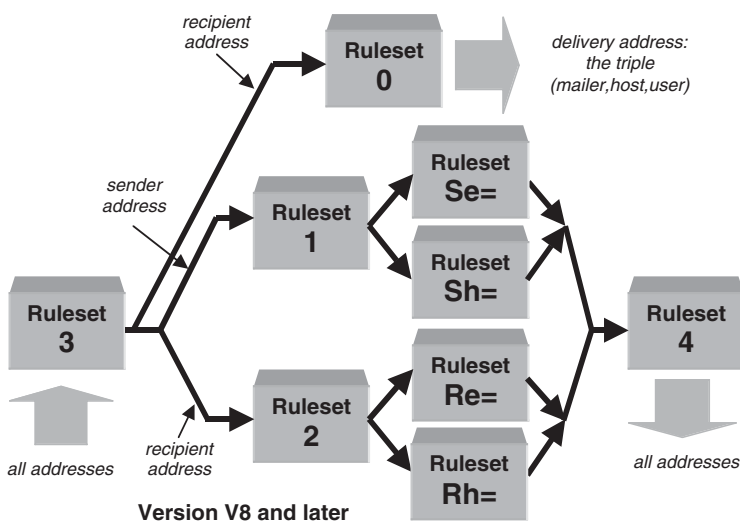 recipient
address
Ruleset
0
delivery address:
the triple
(mailer,host,user)
sender
address
Ruleset
1
Ruleset
Se=
Ruleset
Sh=
Ruleset
3
Ruleset
4
Ruleset
2
Ruleset
Re=
Ruleset
Rh=
all addresses
recipient
address
all addresses
Version V8 and later